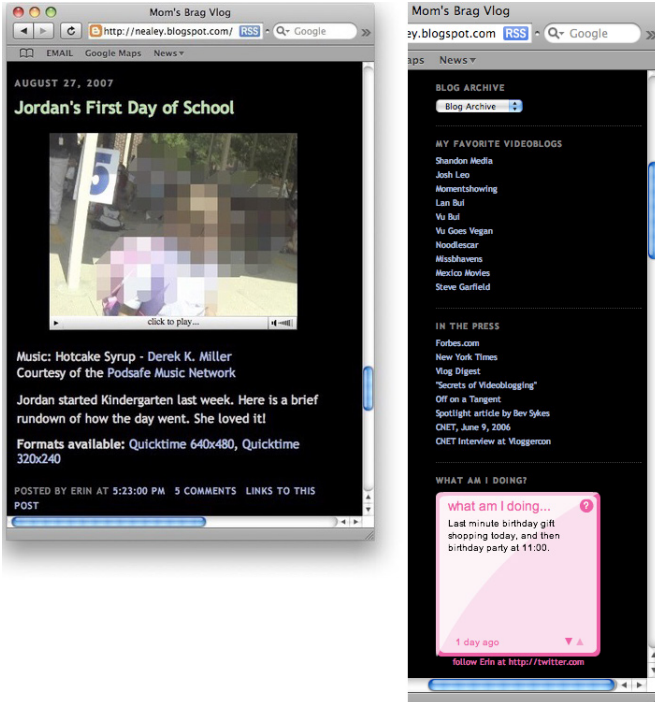 Mom's Brag Vlog
http://nealey.blogspot.com/ RSS Google
EMAIL Google Maps News
AUGUST 27, 2007
Jordan's First Day of School
5
click to play...
Music: Hotcake Syrup - Derek K. Miller
Courtesy of the Podsafe Music Network
Jordan started Kindergarten last week. Here is a brief
rundown of how the day went. She loved it!
Formats available: Quicktime 640x480, Quicktime
320x240
POSTED BY ERIN AT 5:23:00 PM 5 COMMENTS LINKS TO THIS
POST
Mom's Brag Vlog
ey.blogspot.com RSS Google
aps News
BLOG ARCHIVE
Blog Archive
MY FAVORITE VIDEOBLOGS
Shandon Media
Josh Leo
Momentshowing
Lan Bui
Vu Bui
Vu Goes Vegan
Noodlescar
Missbhavens
Mexico Movies
Steve Garfield
IN THE PRESS
Forbes.com
New York Times
Vlog Digest
"Secrets of Videoblogging"
Off on a Tangent
Spotlight article by Bev Sykes
CNET, June 9, 2006
CNET Interview at Vloggercon
WHAT AM I DOING?
what am I doing... ?
Last minute birthday gift
shopping today, and then
birthday party at 11:00.
1 day ago
follow Erin at http://twitter.com